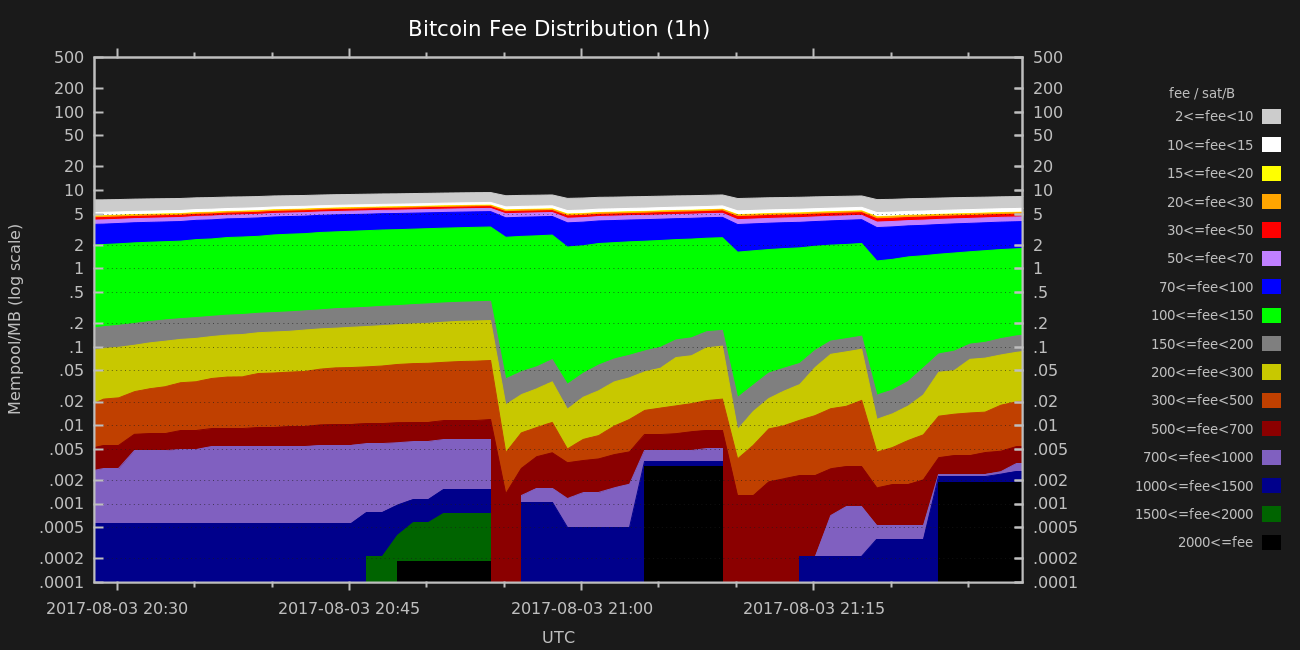 Bitcoin Fee Distribution (1h)
Mempool/MB (log scale)
500
200
100
50
20
10
5
2
1
.5
.2
.1
.05
.02
.01
.005
.002
.001
.0005
.0002
.0001
500
200
100
50
20
10
5
2
1
.5
.2
.1
.05
.02
.01
.005
.002
.001
.0005
.0002
.0001
2017-08-03 20:30
2017-08-03 20:45
2017-08-03 21:00
2017-08-03 21:15
UTC
fee / sat/B
2<=fee<10
10<=fee<15
15<=fee<20
20<=fee<30
30<=fee<50
50<=fee<70
70<=fee<100
100<=fee<150
150<=fee<200
200<=fee<300
300<=fee<500
500<=fee<700
700<=fee<1000
1000<=fee<1500
1500<=fee<2000
2000<=fee